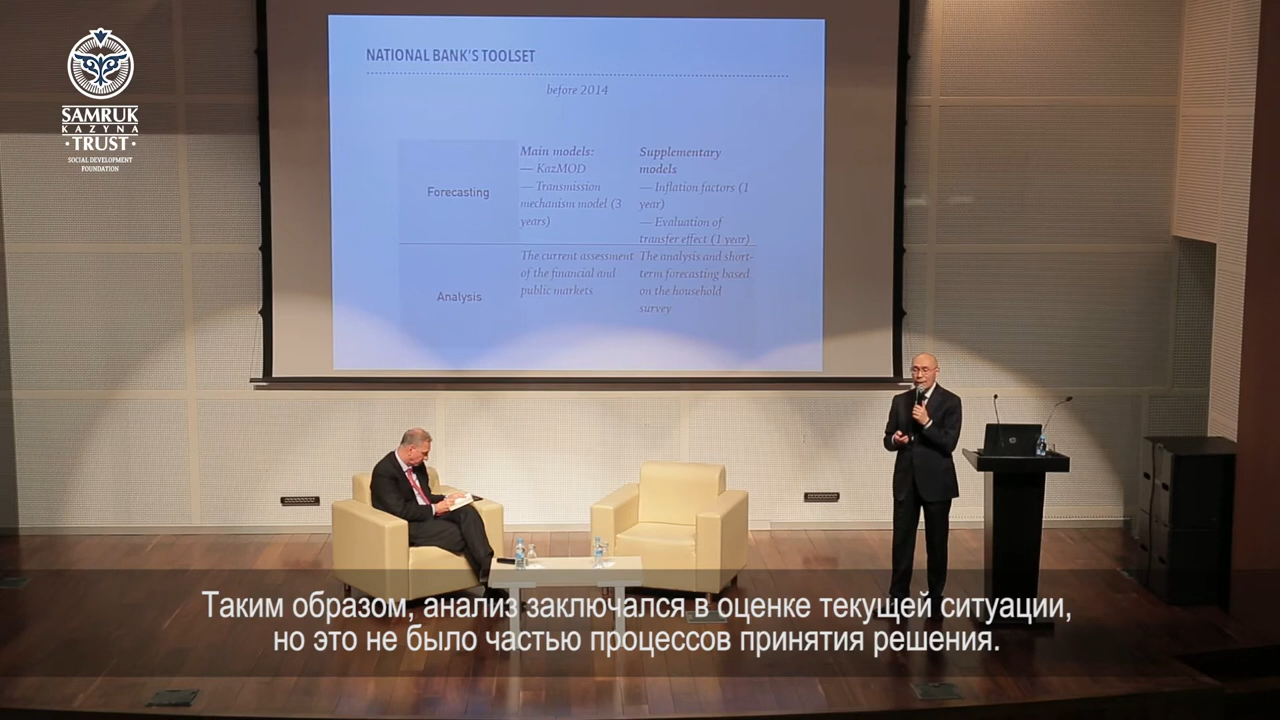 SAMRUK
KAZYNA
·TRUST·
SOCIAL DEVELOPMENT
FOUNDATION
NATIONAL BANK'S TOOLSET
before 2014
Forecasting
Main models:
— KazMOD
— Transmission
mechanism model (3
years)
Supplementary
models
— Inflation factors (1
year)
— Evaluation of
transfer effect (1 year)
Analysis
The current assessment
of the financial and
public markets
The analysis and short-
term forecasting based
on the household
survey
Таким образом, анализ заключался в оценке текущей ситуации,
но это не было частью процессов принятия решения.